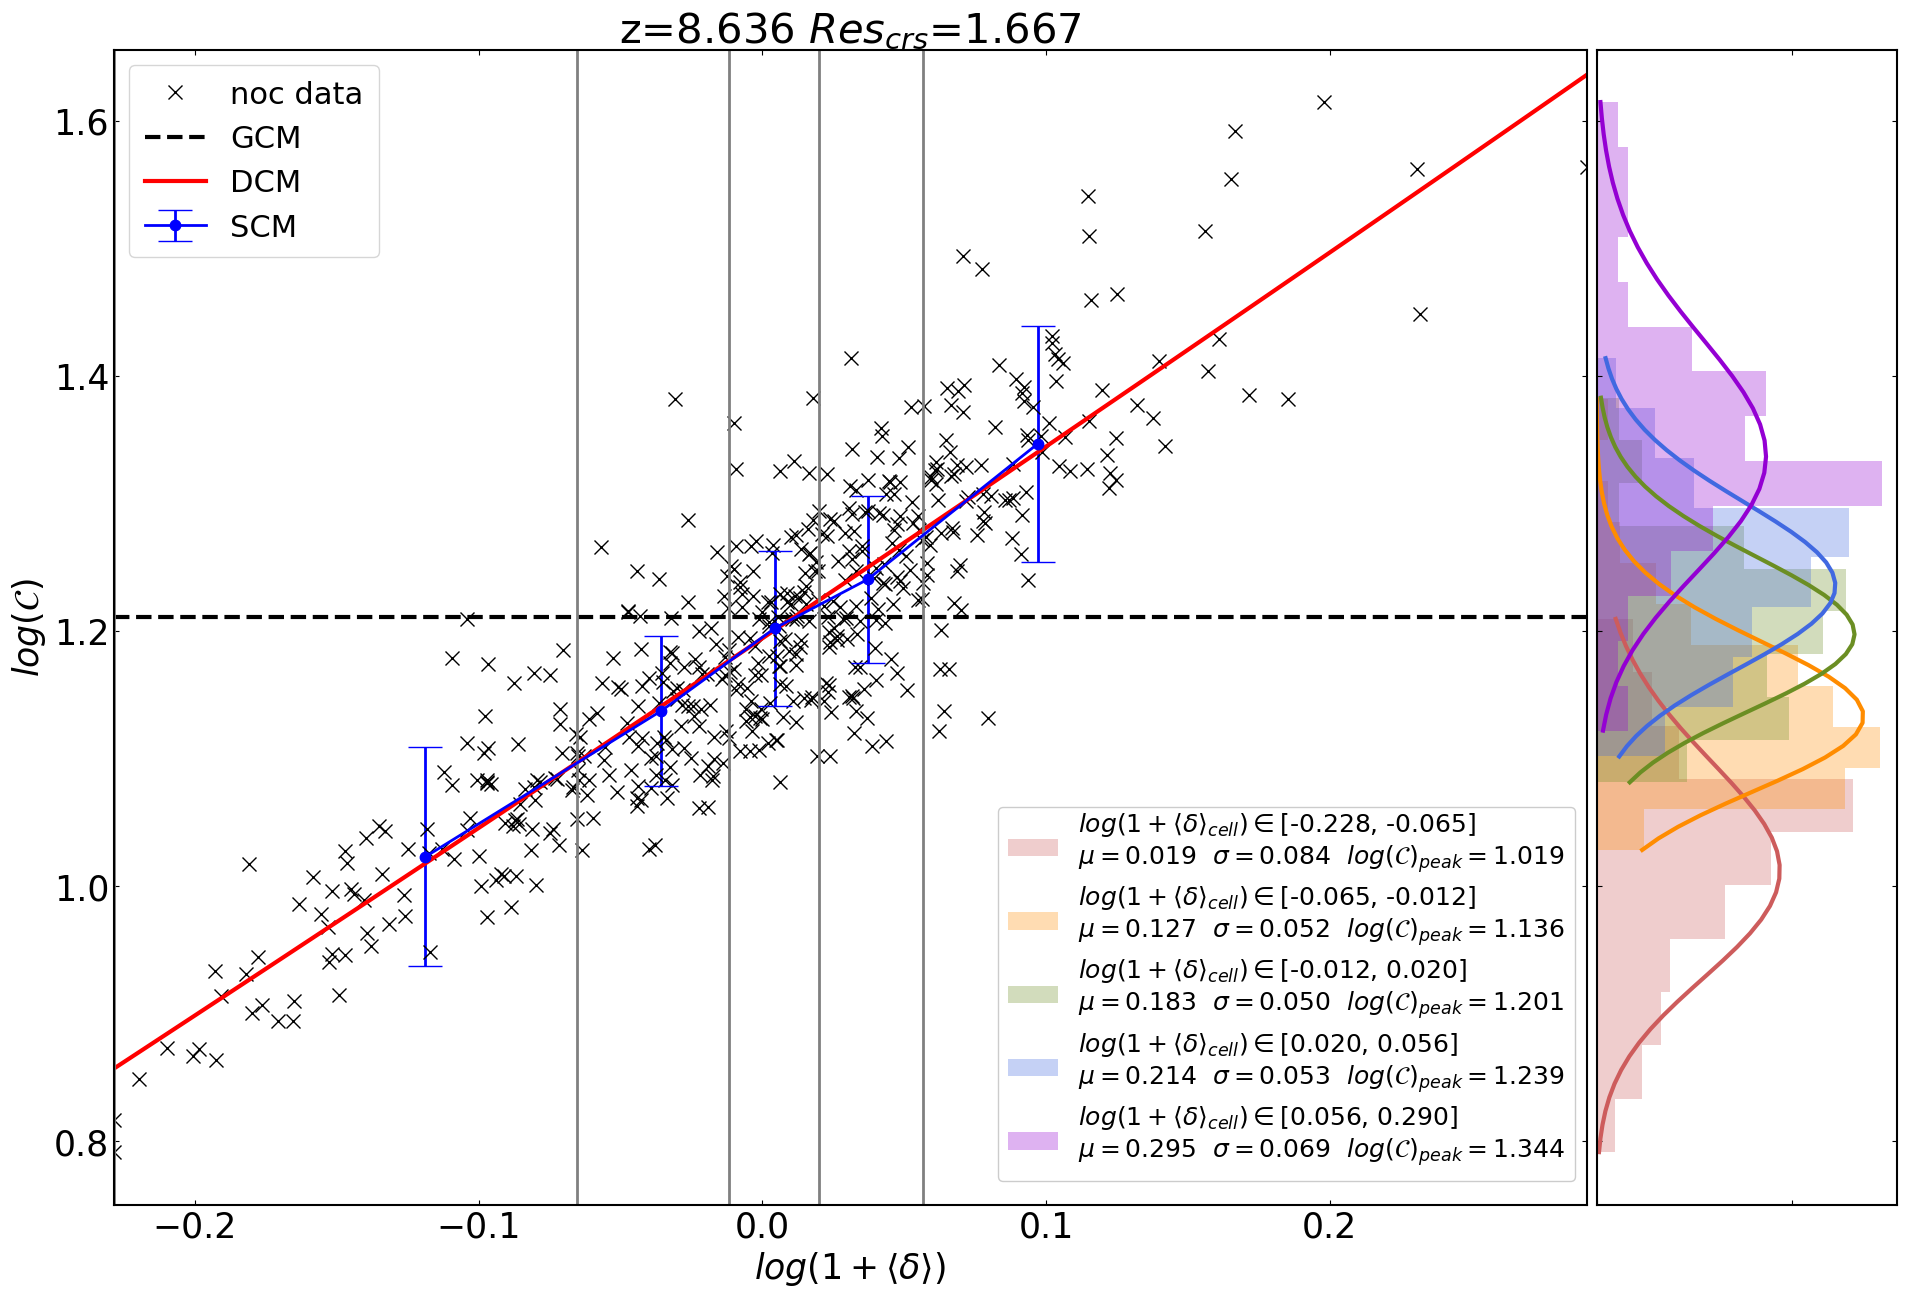 z=8.636 Res_crs=1.667
noc data
GCM
DCM
SCM
log(𝒞)
1.6
1.4
1.2
1.0
0.8
−0.2 −0.1 0.0 0.1 0.2
log(1 + ⟨δ⟩)
log(1 + ⟨δ⟩_cell) ∈ [-0.228, -0.065]
μ = 0.019 σ = 0.084 log(𝒞)_peak = 1.019
log(1 + ⟨δ⟩_cell) ∈ [-0.065, -0.012]
μ = 0.127 σ = 0.052 log(𝒞)_peak = 1.136
log(1 + ⟨δ⟩_cell) ∈ [-0.012, 0.020]
μ = 0.183 σ = 0.050 log(𝒞)_peak = 1.201
log(1 + ⟨δ⟩_cell) ∈ [0.020, 0.056]
μ = 0.214 σ = 0.053 log(𝒞)_peak = 1.239
log(1 + ⟨δ⟩_cell) ∈ [0.056, 0.290]
μ = 0.295 σ = 0.069 log(𝒞)_peak = 1.344